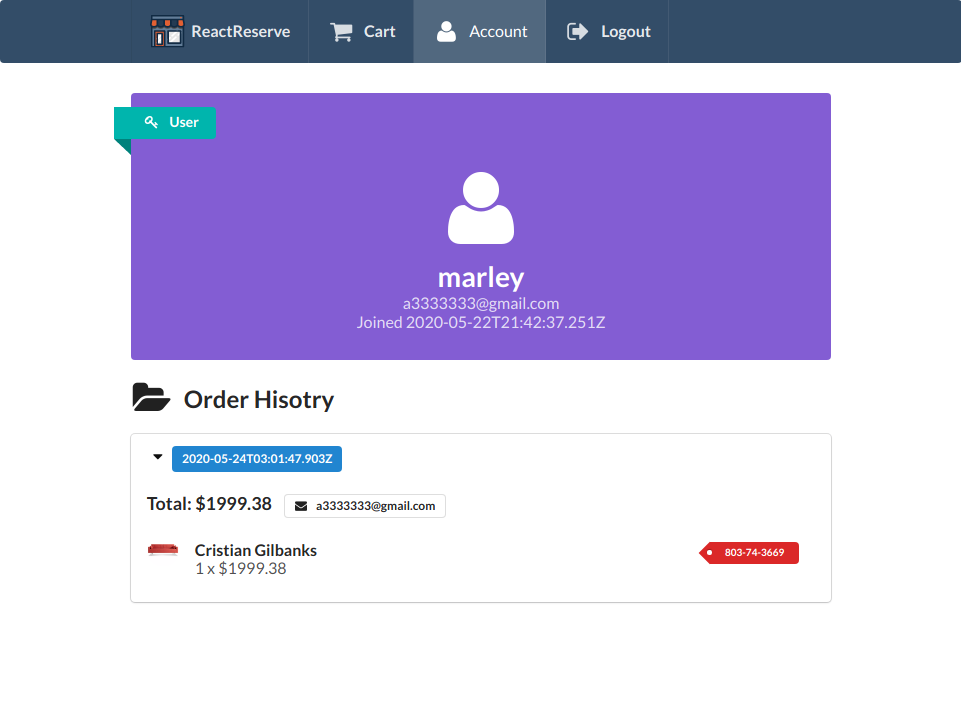 ReactReserve Cart Account Logout
User
marley
a3333333@gmail.com
Joined 2020-05-22T21:42:37.251Z
Order Hisotry
2020-05-24T03:01:47.903Z
Total: $1999.38 a3333333@gmail.com
Cristian Gilbanks 803-74-3669
1 x $1999.38